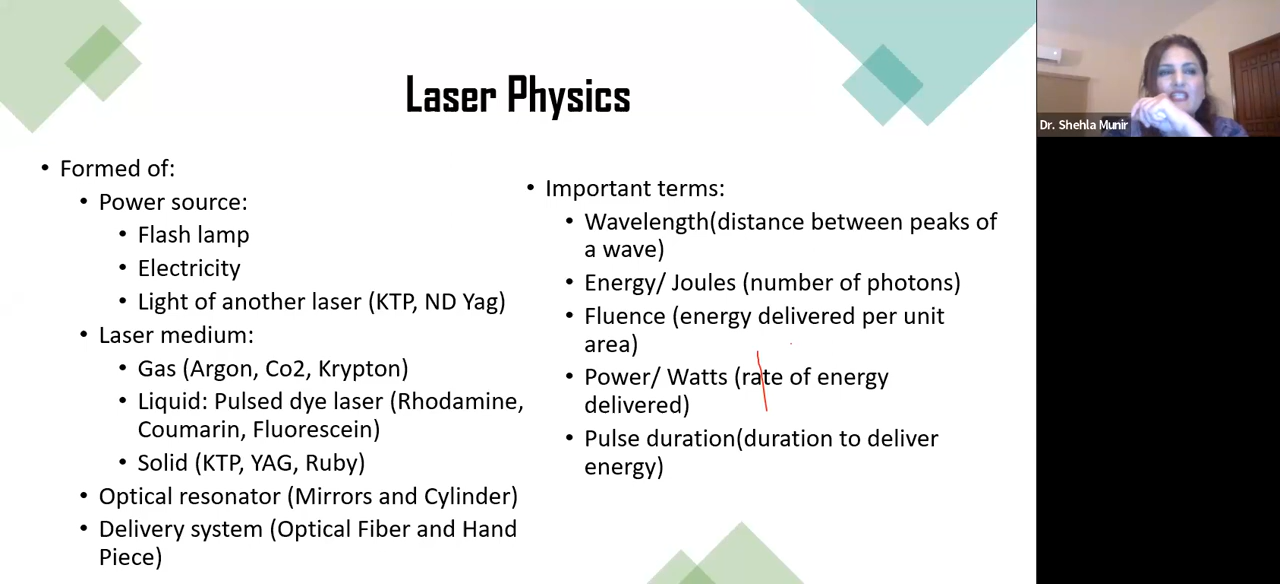 Laser Physics
• Formed of:
• Power source:
• Flash lamp
• Electricity
• Light of another laser (KTP, ND Yag)
• Laser medium:
• Gas (Argon, Co2, Krypton)
• Liquid: Pulsed dye laser (Rhodamine,
Coumarin, Fluorescein)
• Solid (KTP, YAG, Ruby)
• Optical resonator (Mirrors and Cylinder)
• Delivery system (Optical Fiber and Hand
Piece)
• Important terms:
• Wavelength(distance between peaks of
a wave)
• Energy/ Joules (number of photons)
• Fluence (energy delivered per unit
area)
• Power/ Watts (rate of energy
delivered)
• Pulse duration(duration to deliver
energy)
Dr. Shehla Munir